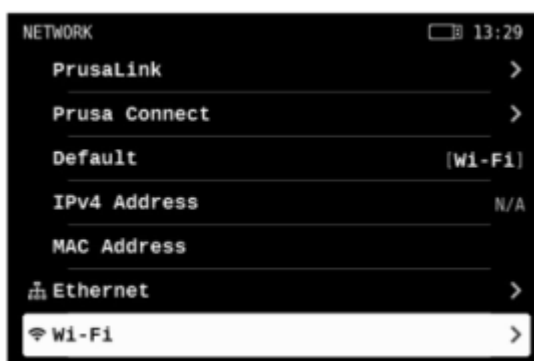 NETWORK 13:29
PrusaLink >
Prusa Connect >
Default [Wi-Fi]
IPv4 Address N/A
MAC Address
Ethernet >
Wi-Fi >